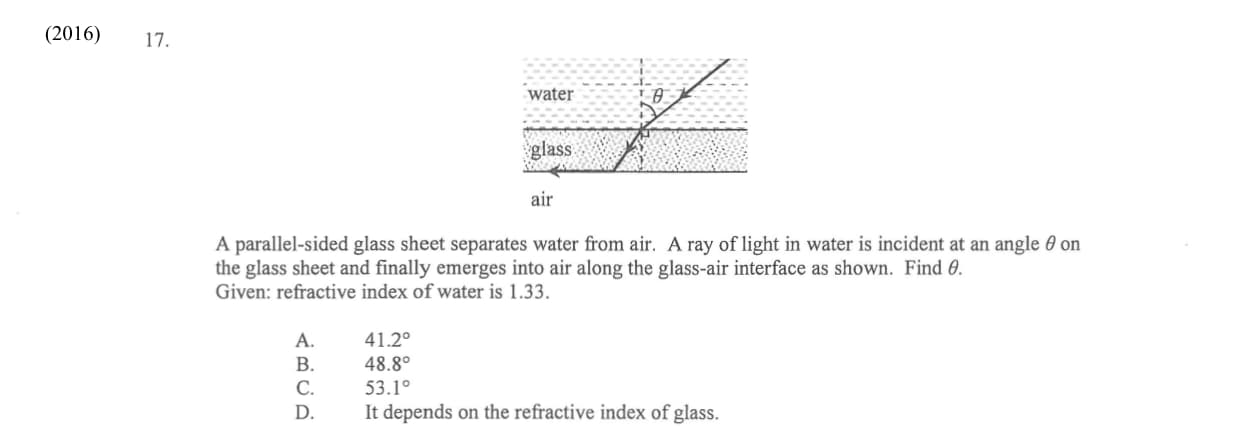 (2016) 17.
water θ
glass
air
A parallel-sided glass sheet separates water from air. A ray of light in water is incident at an angle θ on
the glass sheet and finally emerges into air along the glass-air interface as shown. Find θ.
Given: refractive index of water is 1.33.
A. 41.2°
B. 48.8°
C. 53.1°
D. It depends on the refractive index of glass.